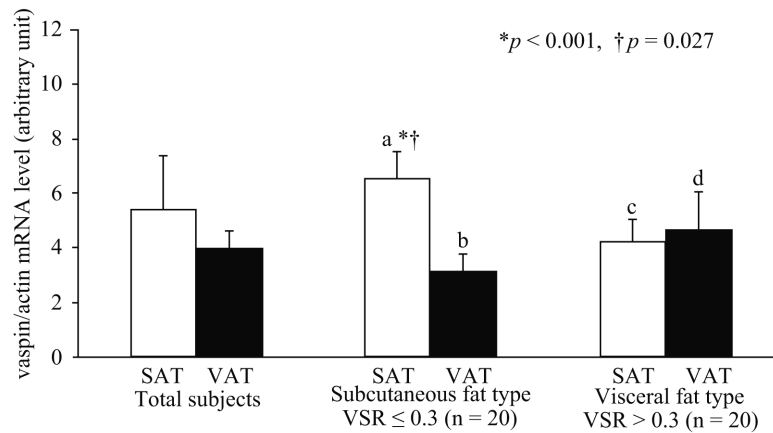 12
10
8
6
4
2
0
vaspin/actin mRNA level (arbitrary unit)
*p < 0.001, †p = 0.027
a *†
b
c
d
SAT VAT
Total subjects
SAT VAT
Subcutaneous fat type
VSR ≤ 0.3 (n = 20)
SAT VAT
Visceral fat type
VSR > 0.3 (n = 20)